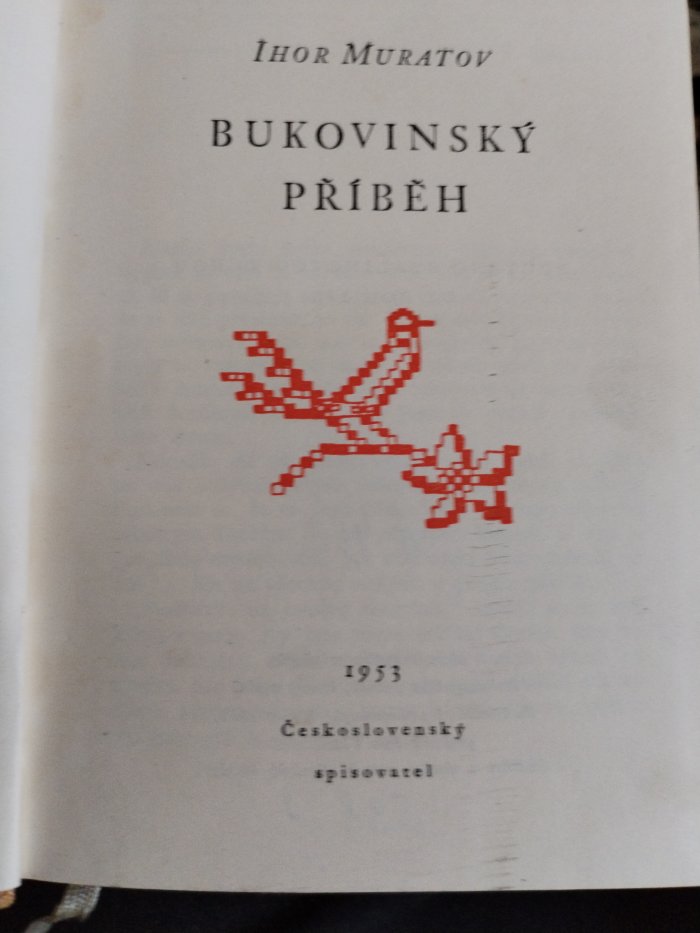 IHOR MURATOV
BUKOVINSKÝ
PŘÍBĚH
1953
Československý
spisovatel